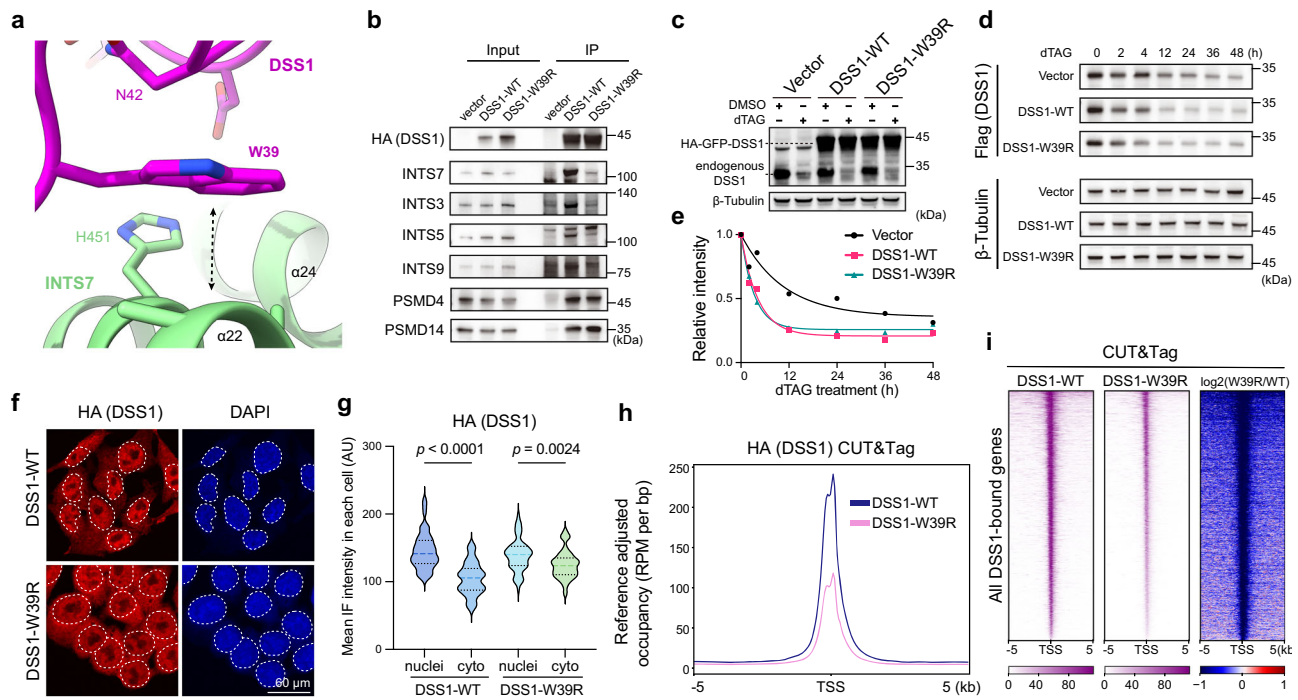 a
DSS1
N42
W39
H451
α24
INTS7
α22
b
Input IP
vector DSS1-WT DSS1-W39R vector DSS1-WT DSS1-W39R
HA (DSS1) 45
INTS7 100
140
INTS3 130
INTS5 100
INTS9 75
PSMD4 45
PSMD14 35
(kDa)
c
Vector DSS1-WT DSS1-W39R
DMSO + - + - + -
dTAG - + - + - +
HA-GFP-DSS1 45
35
endogenous
DSS1
β-Tubulin
(kDa)
d
dTAG 0 2 4 12 24 36 48 (h)
Flag (DSS1)
Vector 35
DSS1-WT 35
DSS1-W39R 35
β-Tubulin
Vector 45
DSS1-WT 45
DSS1-W39R 45
(kDa)
e
Relative intensity
1.0
0.5
0.0
0 12 24 36 48
dTAG treatment (h)
Vector
DSS1-WT
DSS1-W39R
f
HA (DSS1) DAPI
DSS1-WT
DSS1-W39R
60 µm
g
HA (DSS1)
Mean IF intensity in each cell (AU)
300
200
100
0
p < 0.0001 p = 0.0024
nuclei cyto nuclei cyto
DSS1-WT DSS1-W39R
h
HA (DSS1) CUT&Tag
Reference adjusted
occupancy (RPM per bp)
250
200
150
100
50
0
DSS1-WT
DSS1-W39R
-5 TSS 5 (kb)
i
CUT&Tag
DSS1-WT DSS1-W39R log2(W39R/WT)
All DSS1-bound genes
-5 TSS 5 -5 TSS 5 -5 TSS 5(kb)
0 40 80 0 40 80 −1 0 1